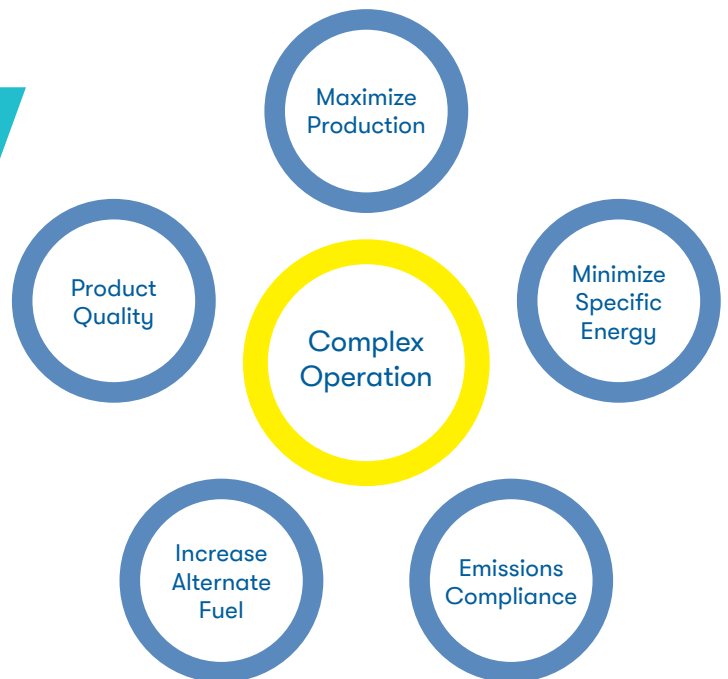 Maximize
Production
Product
Quality
Minimize
Specific
Energy
Complex
Operation
Increase
Alternate
Fuel
Emissions
Compliance